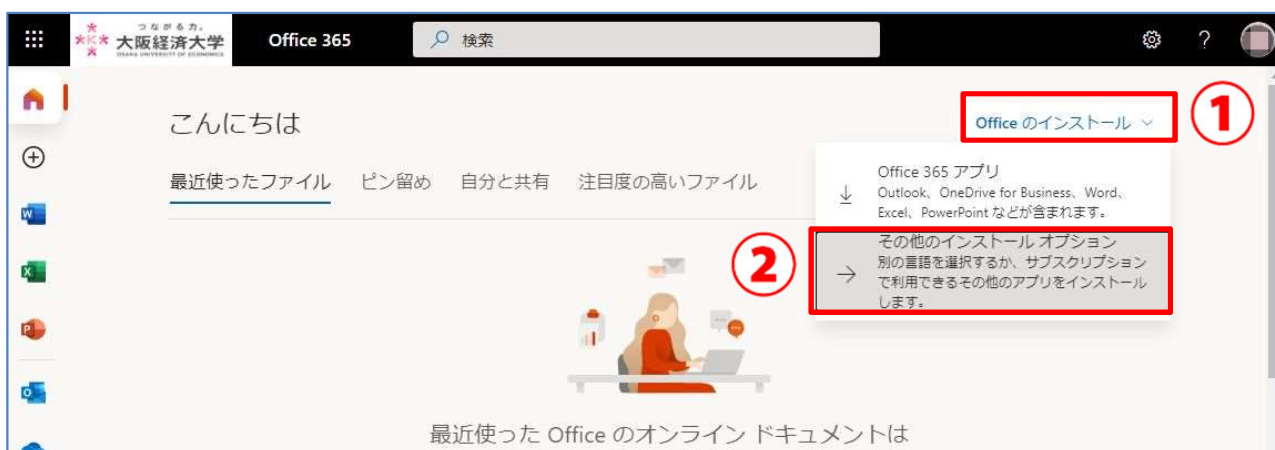 つながる力。
大阪経済大学
OSAKA UNIVERSITY OF ECONOMICS
Office 365
検索
?
こんにちは
Office のインストール
①
最近使ったファイル ピン留め 自分と共有 注目度の高いファイル
Office 365 アプリ
Outlook、OneDrive for Business、Word、
Excel、PowerPoint などが含まれます。
②
その他のインストール オプション
別の言語を選択するか、サブスクリプション
で利用できるその他のアプリをインストール
します。
W
X
P
O
最近使った Office のオンライン ドキュメントは